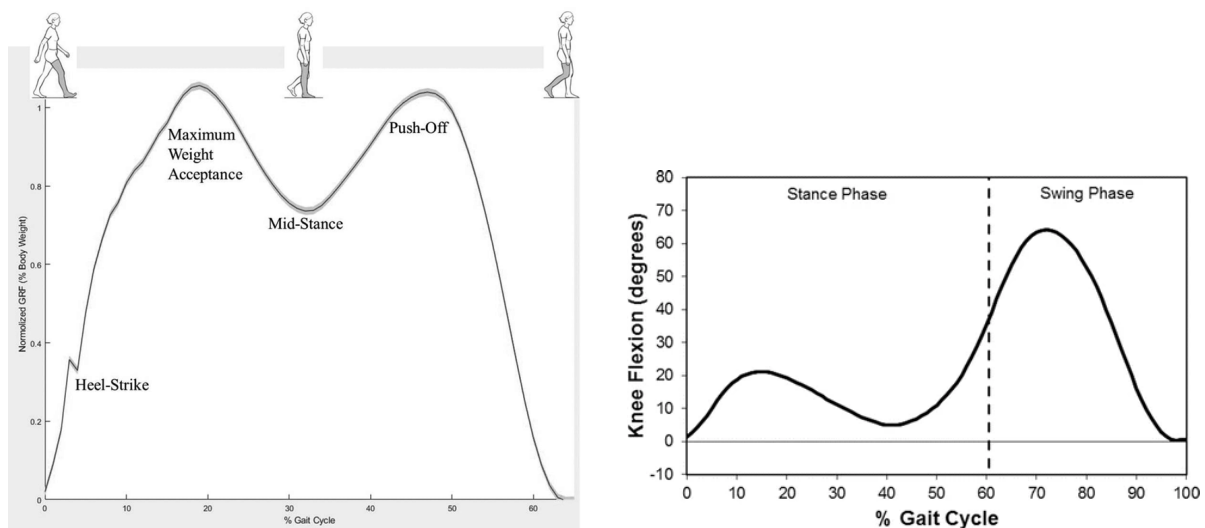 Normolized GRF (% Body Weight)
1
0.8
0.6
0.4
0.2
0
Maximum
Weight
Acceptance
Push-Off
Mid-Stance
Heel-Strike
0 10 20 30 40 50 60
% Gait Cycle
Knee Flexion (degrees)
80
70
60
50
40
30
20
10
0
-10
Stance Phase
Swing Phase
0 10 20 30 40 50 60 70 80 90 100
% Gait Cycle